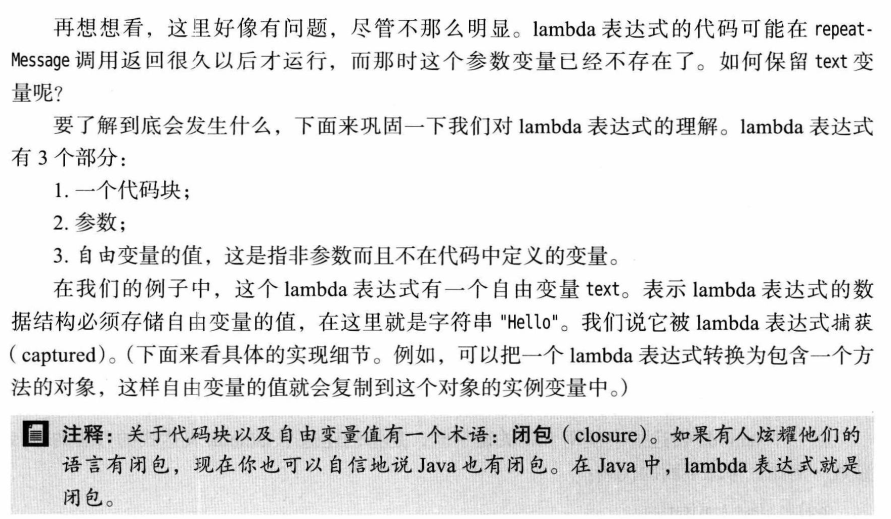 再想想看，这里好像有问题，尽管不那么明显。lambda 表达式的代码可能在 repeat-
Message 调用返回很久以后才运行，而那时这个参数变量已经不存在了。如何保留 text 变
量呢？
要了解到底会发生什么，下面来巩固一下我们对 lambda 表达式的理解。lambda 表达式
有 3 个部分：
1. 一个代码块；
2. 参数；
3. 自由变量的值，这是指非参数而且不在代码中定义的变量。
在我们的例子中，这个 lambda 表达式有一个自由变量 text。表示 lambda 表达式的数
据结构必须存储自由变量的值，在这里就是字符串 "Hello"。我们说它被 lambda 表达式捕获
（captured）。（下面来看具体的实现细节。例如，可以把一个 lambda 表达式转换为包含一个方
法的对象，这样自由变量的值就会复制到这个对象的实例变量中。）
注释：关于代码块以及自由变量值有一个术语：闭包（closure）。如果有人炫耀他们的
语言有闭包，现在你也可以自信地说 Java 也有闭包。在 Java 中，lambda 表达式就是
闭包。